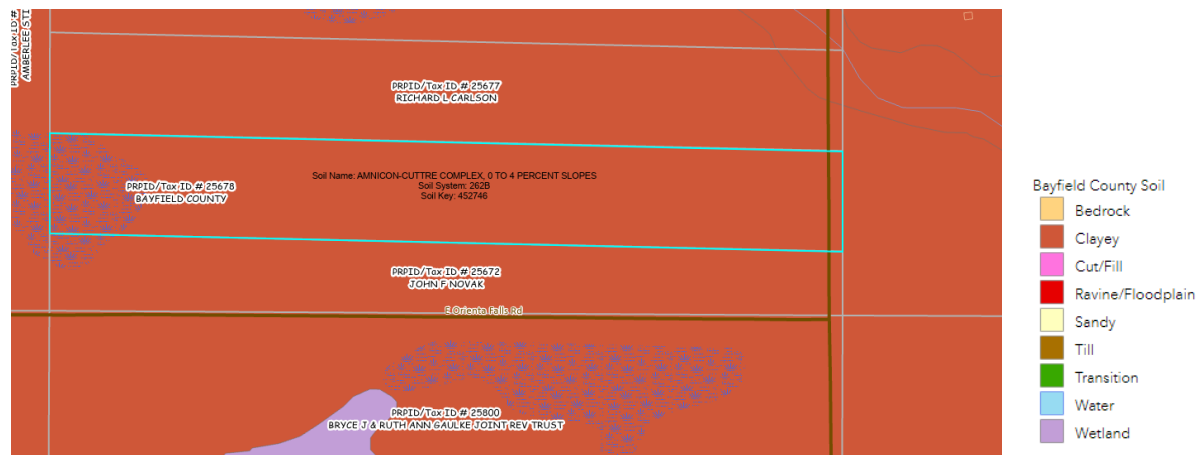 PRPID/Tax ID #
AMBERLEE STI
PRPID/Tax ID # 25677
RICHARD L CARLSON
Soil Name: AMNICON-CUTTRE COMPLEX, 0 TO 4 PERCENT SLOPES
Soil System: 262B
Soil Key: 452746
PRPID/Tax ID # 25678
BAYFIELD COUNTY
PRPID/Tax ID # 25672
JOHN F NOVAK
E Orienta Falls Rd
PRPID/Tax ID # 25800
BRYCE J & RUTH ANN GAULKE JOINT REV TRUST
Bayfield County Soil
Bedrock
Clayey
Cut/Fill
Ravine/Floodplain
Sandy
Till
Transition
Water
Wetland